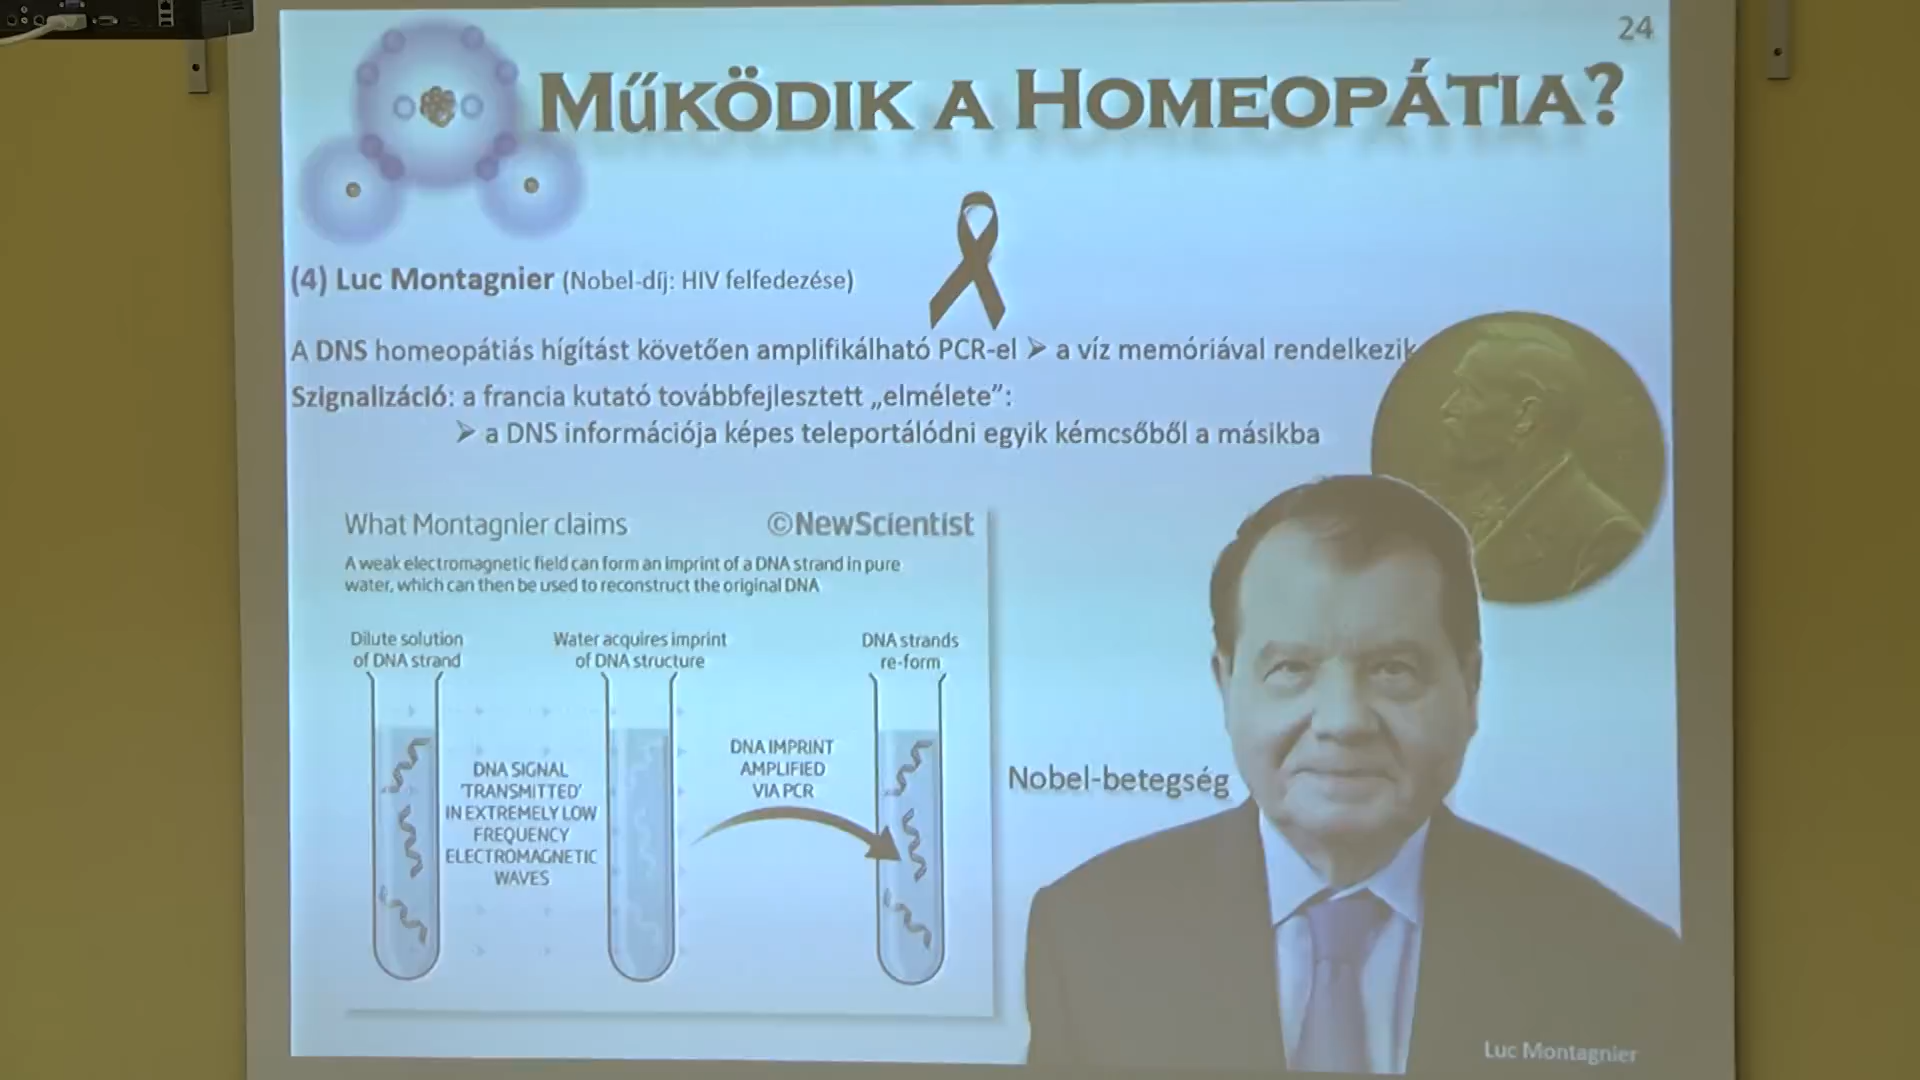 24
MŰKÖDIK A HOMEOPÁTIA?
(4) Luc Montagnier (Nobel-díj: HIV felfedezése)
A DNS homeopátiás hígítást követően amplifikálható PCR-el ➢ a víz memóriával rendelkezik
Szignalizáció: a francia kutató továbbfejlesztett „elmélete”:
➢ a DNS információja képes teleportálódni egyik kémcsőből a másikba
What Montagnier claims
©NewScientist
A weak electromagnetic field can form an imprint of a DNA strand in pure
water, which can then be used to reconstruct the original DNA
Dilute solution
of DNA strand
Water acquires imprint
of DNA structure
DNA strands
re-form
DNA SIGNAL
'TRANSMITTED'
IN EXTREMELY LOW
FREQUENCY
ELECTROMAGNETIC
WAVES
DNA IMPRINT
AMPLIFIED
VIA PCR
Nobel-betegség
Luc Montagnier